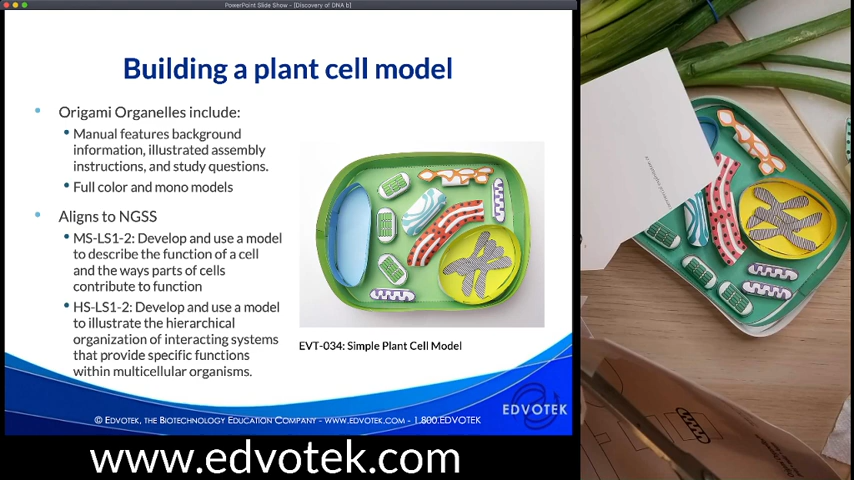 PowerPoint Slide Show - [Discovery of DNA b]
Building a plant cell model
• Origami Organelles include:
• Manual features background
information, illustrated assembly
instructions, and study questions.
• Full color and mono models
• Aligns to NGSS
• MS-LS1-2: Develop and use a model
to describe the function of a cell
and the ways parts of cells
contribute to function
• HS-LS1-2: Develop and use a model
to illustrate the hierarchical
organization of interacting systems
that provide specific functions
within multicellular organisms.
EVT-034: Simple Plant Cell Model
EDVOTEK
© EDVOTEK, THE BIOTECHNOLOGY EDUCATION COMPANY - WWW.EDVOTEK.COM - 1.800.EDVOTEK
www.edvotek.com